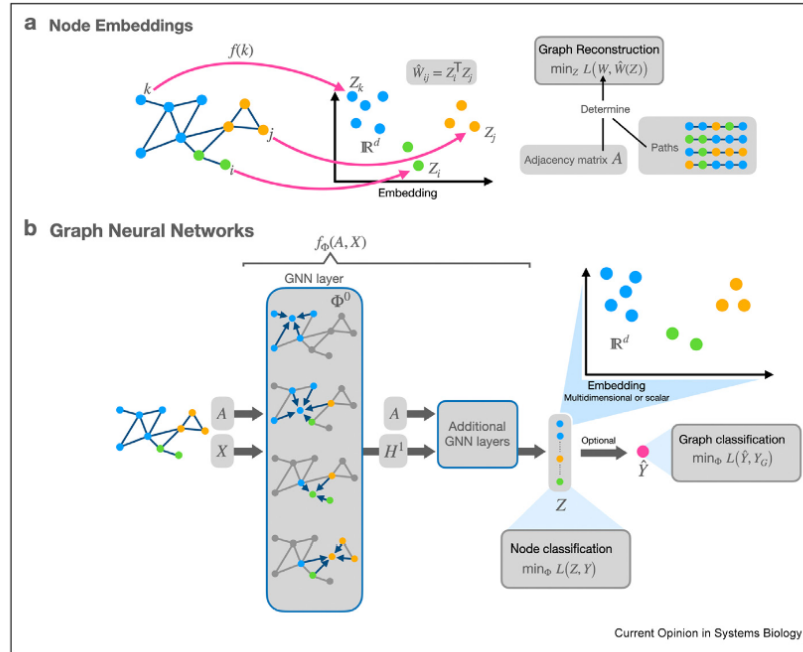 a Node Embeddings
f(k)
k
j
i
Z_k
Ŵ_ij = Z_i^⊤ Z_j
ℝ^d
Z_j
Z_i
Embedding
Graph Reconstruction
min_Z L(W, Ŵ(Z))
Determine
Adjacency matrix A
Paths
b Graph Neural Networks
f_Φ(A, X)
GNN layer
Φ^0
A
X
A
H^1
Additional
GNN layers
ℝ^d
Embedding
Multidimensional or scalar
Z
Optional
Ŷ
Graph classification
min_Φ L(Ŷ, Y_G)
Node classification
min_Φ L(Z, Y)
Current Opinion in Systems Biology